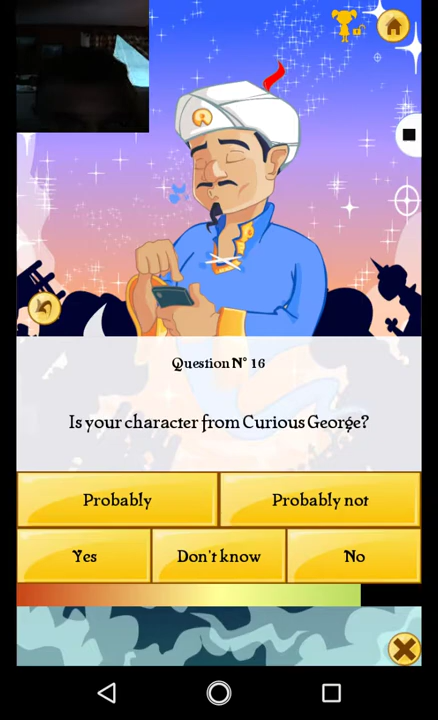 Question N° 16
Is your character from Curious George?
Probably
Probably not
Yes
Don't know
No